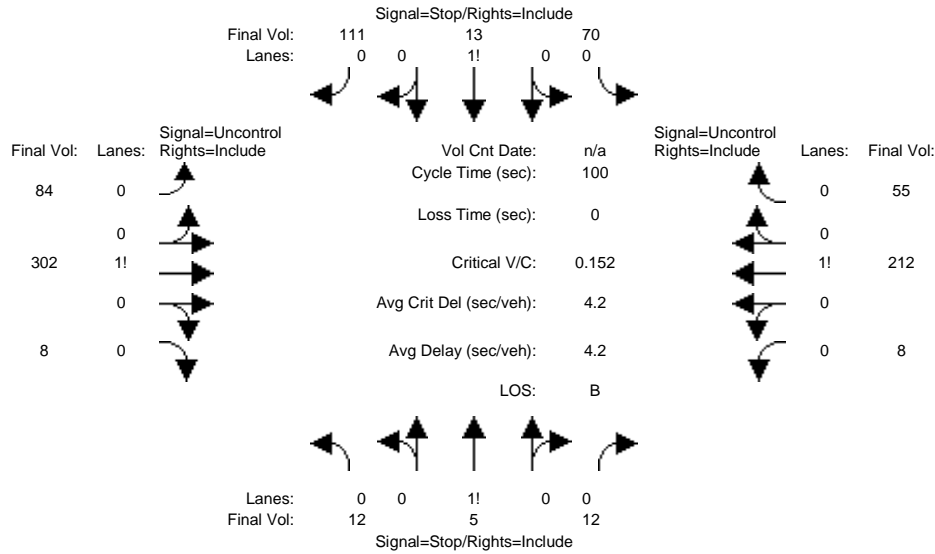 Signal=Stop/Rights=Include
Final Vol: 111 13 70
Lanes: 0 0 1! 0 0
Signal=Uncontrol Signal=Uncontrol
Final Vol: Lanes: Rights=Include Vol Cnt Date: n/a Rights=Include Lanes: Final Vol:
Cycle Time (sec): 100
84 0 0 55
Loss Time (sec): 0
0 0
302 1! Critical V/C: 0.152 1! 212
0 Avg Crit Del (sec/veh): 4.2 0
8 0 Avg Delay (sec/veh): 4.2 0 8
LOS: B
Lanes: 0 0 1! 0 0
Final Vol: 12 5 12
Signal=Stop/Rights=Include